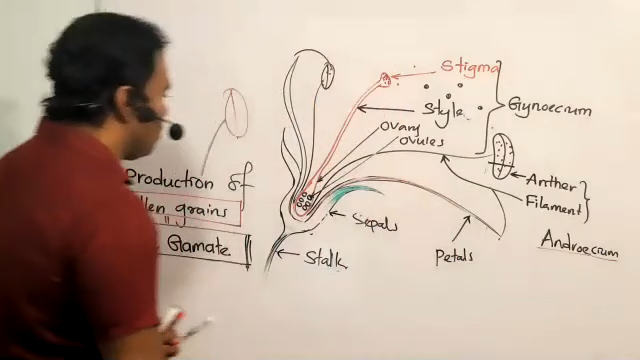 Stigma
Style
Gynoecium
Ovary
Ovules
Anther
Filament
Androecium
Sepals
Petals
Stalk
Production of
llen grains
Gamate